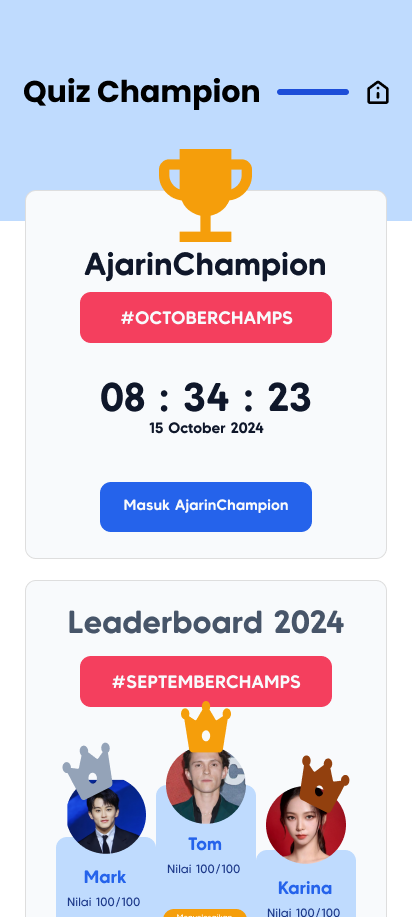 Quiz Champion
AjarinChampion
#OCTOBERCHAMPS
08 : 34 : 23
15 October 2024
Masuk AjarinChampion
Leaderboard 2024
#SEPTEMBERCHAMPS
Tom
Nilai 100/100
Mark
Nilai 100/100
Karina
Nilai 100/100